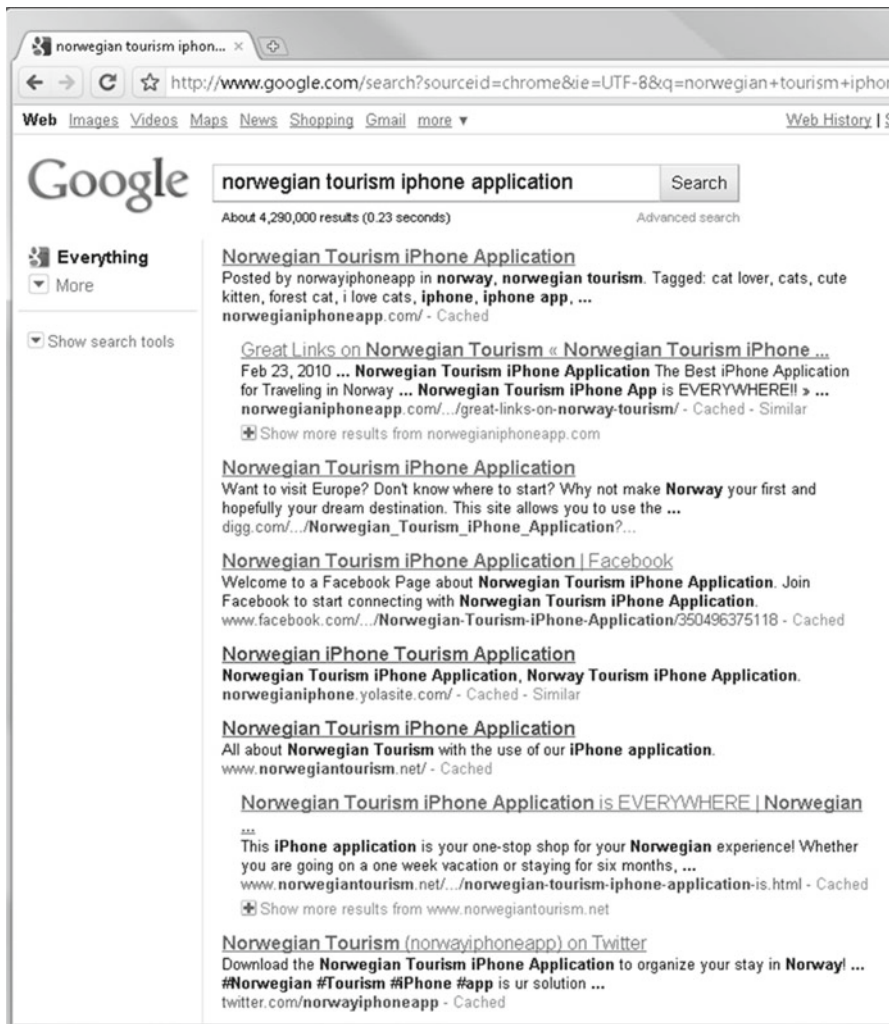 norwegian tourism iphon... ×
http://www.google.com/search?sourceid=chrome&ie=UTF-8&q=norwegian+tourism+iphon
Web Images Videos Maps News Shopping Gmail more ▼ Web History |
Google
norwegian tourism iphone application Search
About 4,290,000 results (0.23 seconds) Advanced search
Everything
More
Show search tools
Norwegian Tourism iPhone Application
Posted by norwayiphoneapp in norway, norwegian tourism. Tagged: cat lover, cats, cute
kitten, forest cat, i love cats, iphone, iphone app, ...
norwegianiphoneapp.com/ - Cached
Great Links on Norwegian Tourism « Norwegian Tourism iPhone ...
Feb 23, 2010 ... Norwegian Tourism iPhone Application The Best iPhone Application
for Traveling in Norway ... Norwegian Tourism iPhone App is EVERYWHERE!! » ...
norwegianiphoneapp.com/.../great-links-on-norway-tourism/ - Cached - Similar
Show more results from norwegianiphoneapp.com
Norwegian Tourism iPhone Application
Want to visit Europe? Don't know where to start? Why not make Norway your first and
hopefully your dream destination. This site allows you to use the ...
digg.com/.../Norwegian_Tourism_iPhone_Application?...
Norwegian Tourism iPhone Application | Facebook
Welcome to a Facebook Page about Norwegian Tourism iPhone Application. Join
Facebook to start connecting with Norwegian Tourism iPhone Application.
www.facebook.com/.../Norwegian-Tourism-iPhone-Application/350496375118 - Cached
Norwegian iPhone Tourism Application
Norwegian Tourism iPhone Application, Norway Tourism iPhone Application.
norwegianiphone.yolasite.com/ - Cached - Similar
Norwegian Tourism iPhone Application
All about Norwegian Tourism with the use of our iPhone application.
www.norwegiantourism.net/ - Cached
Norwegian Tourism iPhone Application is EVERYWHERE | Norwegian
...
This iPhone application is your one-stop shop for your Norwegian experience! Whether
you are going on a one week vacation or staying for six months, ...
www.norwegiantourism.net/.../norwegian-tourism-iphone-application-is.html - Cached
Show more results from www.norwegiantourism.net
Norwegian Tourism (norwayiphoneapp) on Twitter
Download the Norwegian Tourism iPhone Application to organize your stay in Norway! ...
#Norwegian #Tourism #iPhone #app is ur solution ...
twitter.com/norwayiphoneapp - Cached